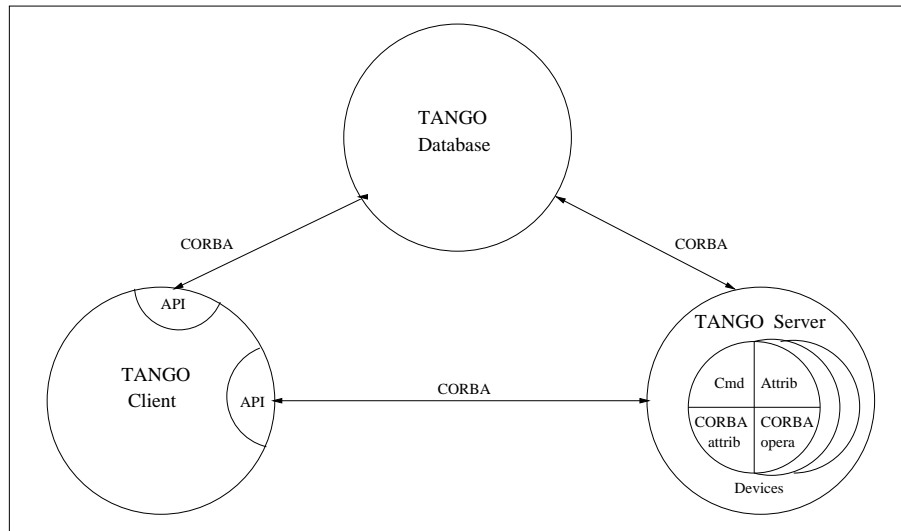 TANGO
Database
CORBA
CORBA
API
TANGO Server
TANGO
Client
API
CORBA
Cmd
Attrib
CORBA
attrib
CORBA
opera
Devices